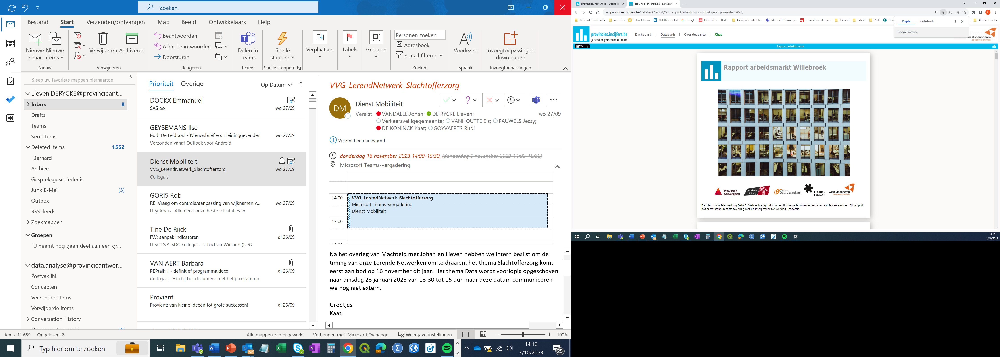 Zoeken
Bestand
Start
Verzenden/ontvangen
Map
Beeld
Ontwikkelaars
Help
Nieuwe e-mail
Nieuwe items
Nieuw
Verwijderen
Archiveren
Verwijderen
Beantwoorden
Allen beantwoorden
Doorsturen
Reageren
Delen in Teams
Teams
Snelle stappen
Snelle stappen
Verplaatsen
Labels
Groepen
Personen zoeken
Adresboek
E-mail filteren
Zoeken
Voorlezen
Spraak
Invoegtoepassingen downloaden
Invoegtoepassingen
Sleep uw favoriete mappen hiernaartoe
Lieven.DERYCKE@provincieant...
Inbox 8
Drafts
Teams
Sent Items
Deleted Items 1552
Bernard
Archive
Gespreksgeschiedenis
Junk E-Mail [3]
Outbox
RSS-feeds
Zoekmappen
Groepen
U neemt nog geen deel aan een gr...
data.analyse@provincieantwer...
Postvak IN
Concepten
Verzonden items
Verwijderde items
Conversation History
Prioriteit Overige
Op Datum
DOCKX Emmanuel
SAS oo wo 27/09
GEYSEMANS Ilse
Fwd: De Leidraad - Nieuwsbrief voor leidinggevenden wo 27/09
Verzonden vanaf Outlook voor Android
Dienst Mobiliteit
VVG_LerendNetwerk_Slachtofferzorg wo 27/09
Collega's
GORIS Rob
RE: Vraag om controle/aanpassing van wijknamen v... wo 27/09
Hey Anais, Allereerst onze beste felicitaties en
Tine De Rijck
FW: aanpak indicatoren di 26/09
Hey D&A-SDG collega's Ik had via Wieland (SDG
VAN AERT Barbara
PEPtalk 1 - definitief programma.docx di 26/09
Collega's, Hierbij het document met het programma
Proviant
Proviant: van kleine ideeën tot grote successen! di 26/09
VVG_LerendNetwerk_Slachtofferzorg
DM
Dienst Mobiliteit
Vereist VANDAELE Johan; DE RYCKE Lieven; wo 27/09
Verkeersveiligegemeente; VANHOUTTE Els; PAUWELS Jessy;
DE KONINCK Kaat; GOYVAERTS Rudi
Verzend een antwoord.
donderdag 16 november 2023 14:00-15:30, (donderdag 9 november 2023 14:00-15:30)
Microsoft Teams-vergadering
14:00
VVG_LerendNetwerk_Slachtofferzorg
Microsoft Teams-vergadering
Dienst Mobiliteit
15:00
Na het overleg van Machteld met Johan en Lieven hebben we intern beslist om de
timing van onze Lerende Netwerken om te draaien: het thema Slachtofferzorg komt
eerst aan bod op 16 november dit jaar. Het thema Data wordt voorlopig opgeschoven
naar dinsdag 23 januari 2023 van 13:30 tot 15 uur maar deze datum communiceren
we nog niet extern.
Groetjes
Kaat
Items: 11.659 Ongelezen: 8
Alle mappen zijn bijgewerkt. Verbonden met: Microsoft Exchange Weergave-instellingen 100%
Typ hier om te zoeken
14:16
3/10/2023
25
provincies.incijfers.be - Dashbo
provincies.incijfers.be - Databan
provincies.incijfers.be/databank/report/?id=rapport_arbeidsmarkt&input_geo=gemeente_12040,
Beheerde bookmarks accounts Telenet: Inbox Het Nieuwsblad Google Herbeluister - Radi... Geïmporteerd uit In... Microsoft Teams - p... extranet van de pro... Klimaat arbeid PinC Hom Alle bookmarks
Engels Nederlands
Google Translate
provincies.incijfers.be
je stad of gemeente in kaart
Dashboard | Databank | Over deze site | Chat
west-vlaanderen
de gedreven provincie
Wijzig
Rapport arbeidsmarkt
Rapport arbeidsmarkt Willebroek
Provincie Antwerpen
provincie Limburg
Oost-Vlaanderen
VLAAMS-BRABANT
west-vlaanderen
de gedreven provincie
De interprovinciale werking Data & Analyse brengt informatie uit diverse bronnen samen voor studies en analyse. Dit rapport
kwam tot stand in samenwerking met de interprovinciale werking Economie.
14:16
3/10/2023